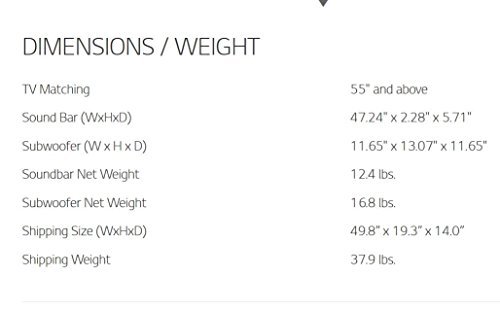 DIMENSIONS / WEIGHT
TV Matching 55" and above
Sound Bar (WxHxD) 47.24" x 2.28" x 5.71"
Subwoofer (W x H x D) 11.65" x 13.07" x 11.65"
Soundbar Net Weight 12.4 lbs.
Subwoofer Net Weight 16.8 lbs.
Shipping Size (WxHxD) 49.8” x 19.3” x 14.0”
Shipping Weight 37.9 lbs.